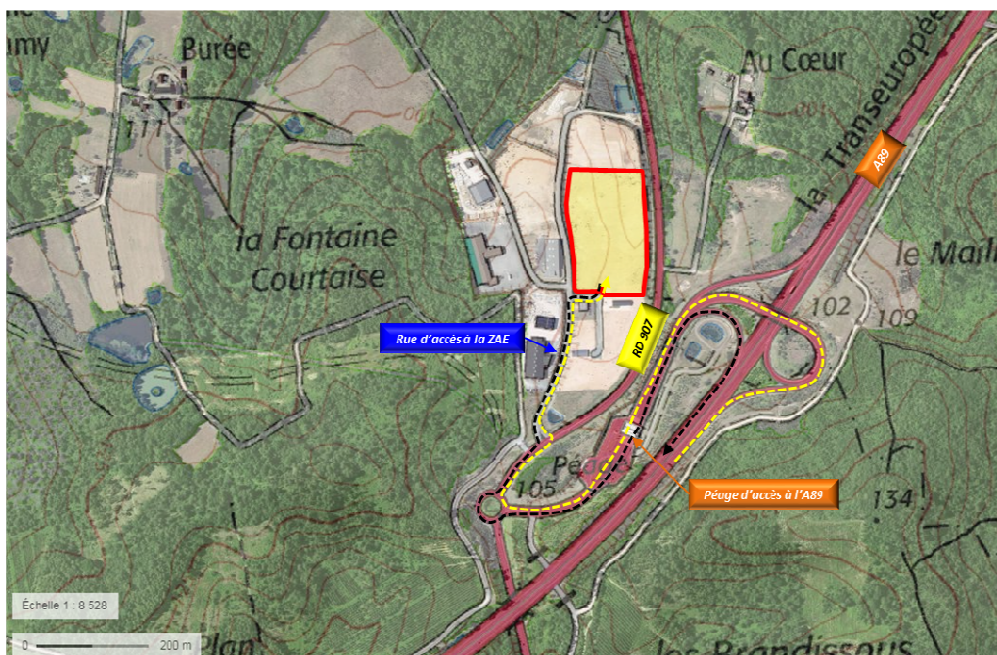 Burée
Au Cœur
111
la Transeuropée
A89
la Fontaine
Courtaise
le Mail
102
109
Rue d'accès à la ZAE
RD 907
105
Péage d'accès à l'A89
134
Échelle 1 : 8 528
0 200 m
les Brandissous